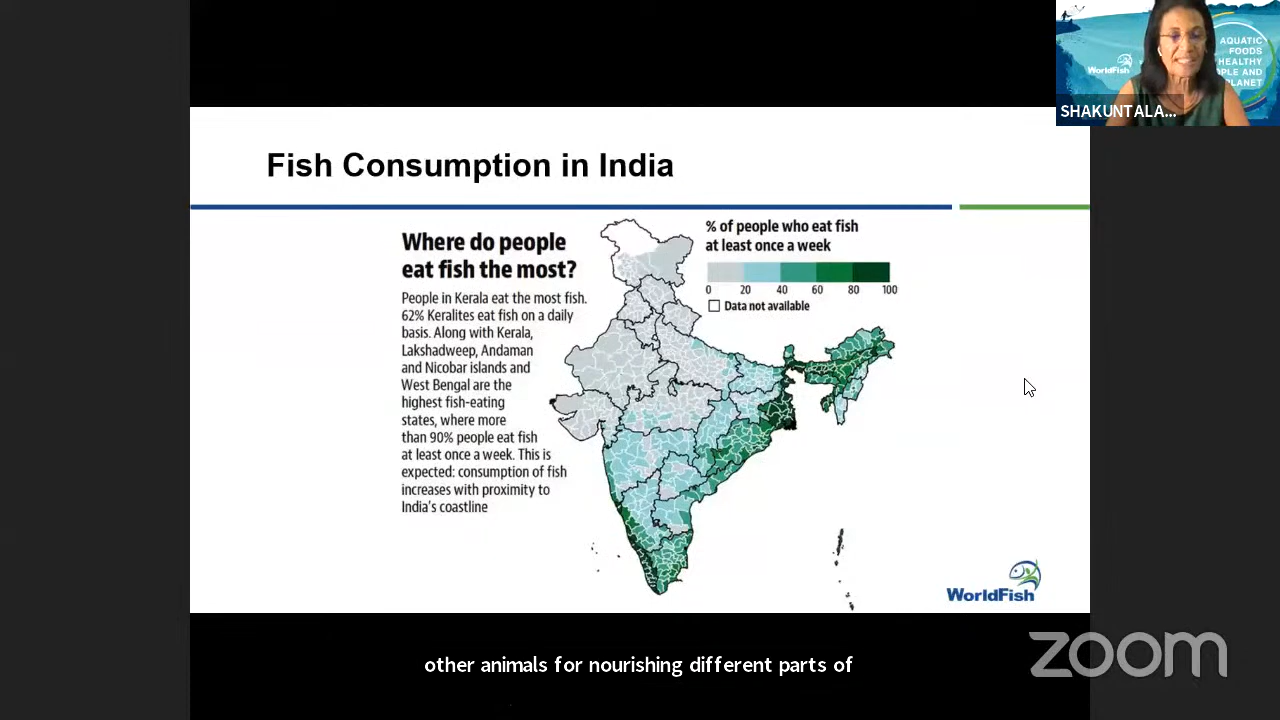 AQUATIC
FOODS
HEALTHY
PLE AND
PLANET
WorldFish
SHAKUNTALA...
Fish Consumption in India
Where do people
eat fish the most?
People in Kerala eat the most fish.
62% Keralites eat fish on a daily
basis. Along with Kerala,
Lakshadweep, Andaman
and Nicobar islands and
West Bengal are the
highest fish-eating
states, where more
than 90% people eat fish
at least once a week. This is
expected: consumption of fish
increases with proximity to
India's coastline
% of people who eat fish
at least once a week
0 20 40 60 80 100
Data not available
WorldFish
other animals for nourishing different parts of
zoom